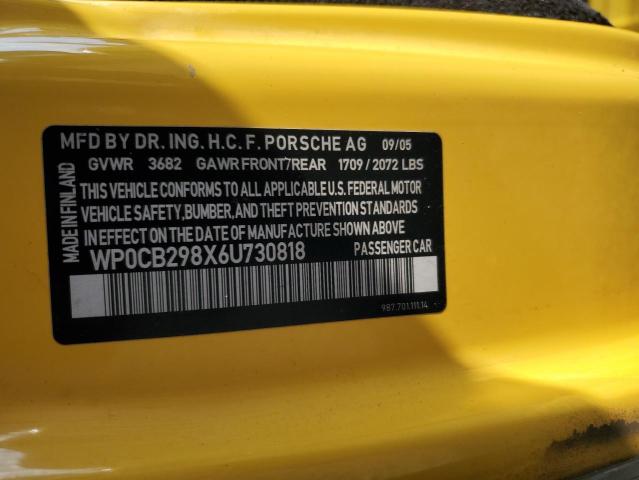 MFD BY DR. ING. H.C. F. PORSCHE AG 09/05
GVWR 3682 GAWR FRONT/REAR 1709 / 2072 LBS
MADE IN FINLAND
THIS VEHICLE CONFORMS TO ALL APPLICABLE U.S. FEDERAL MOTOR
VEHICLE SAFETY, BUMPER, AND THEFT PREVENTION STANDARDS
IN EFFECT ON THE DATE OF MANUFACTURE SHOWN ABOVE
WP0CB298X6U730818 PASSENGER CAR
987.701.111.14